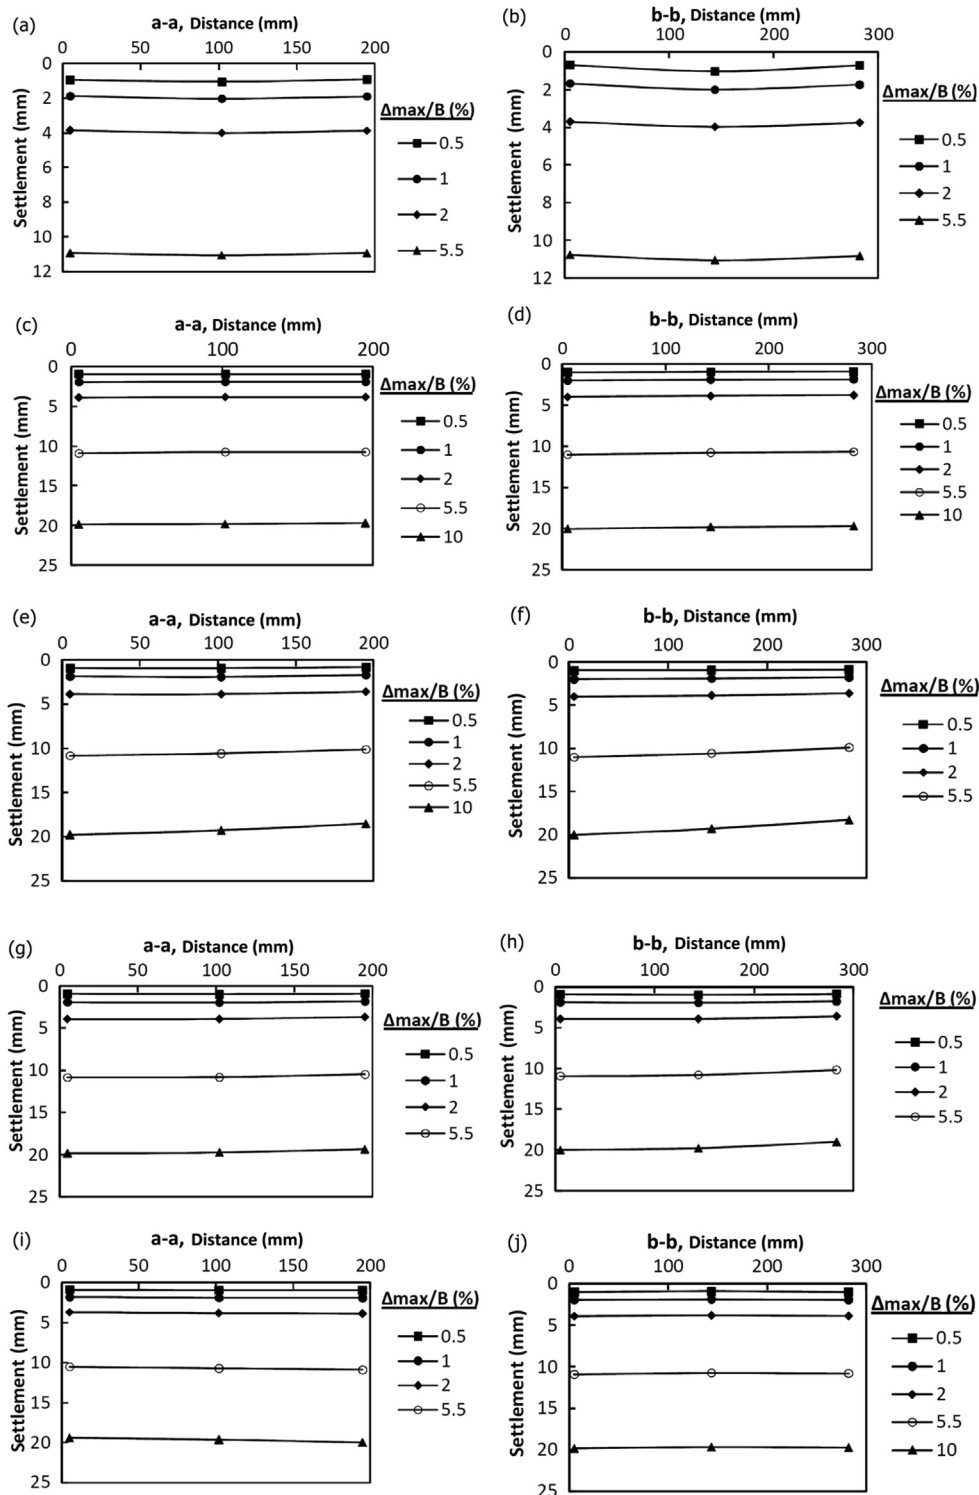 (a)
a-a, Distance (mm)
0 50 100 150 200
0
2
4
6
8
10
12
Settlement (mm)
Δmax/B (%)
0.5
1
2
5.5
(b)
b-b, Distance (mm)
0 100 200 300
0
2
4
6
8
10
12
Settlement (mm)
Δmax/B (%)
0.5
1
2
5.5
(c)
a-a, Distance (mm)
0 100 200
0
5
10
15
20
25
Settlement (mm)
Δmax/B (%)
0.5
1
2
5.5
10
(d)
b-b, Distance (mm)
0 100 200 300
0
5
10
15
20
25
Settlement (mm)
Δmax/B (%)
0.5
1
2
5.5
10
(e)
a-a, Distance (mm)
0 50 100 150 200
0
5
10
15
20
25
Settlement (mm)
Δmax/B (%)
0.5
1
2
5.5
10
(f)
b-b, Distance (mm)
0 100 200 300
0
5
10
15
20
25
Settlement (mm)
Δmax/B (%)
0.5
1
2
5.5
(g)
a-a, Distance (mm)
0 50 100 150 200
0
5
10
15
20
25
Settlement (mm)
Δmax/B (%)
0.5
1
2
5.5
(h)
b-b, Distance (mm)
0 100 200 300
0
5
10
15
20
25
Settlement (mm)
Δmax/B (%)
0.5
1
2
5.5
(i)
a-a, Distance (mm)
0 50 100 150 200
0
5
10
15
20
25
Settlement (mm)
Δmax/B (%)
0.5
1
2
5.5
(j)
b-b, Distance (mm)
0 100 200 300
0
5
10
15
20
25
Settlement (mm)
Δmax/B (%)
0.5
1
2
5.5
10